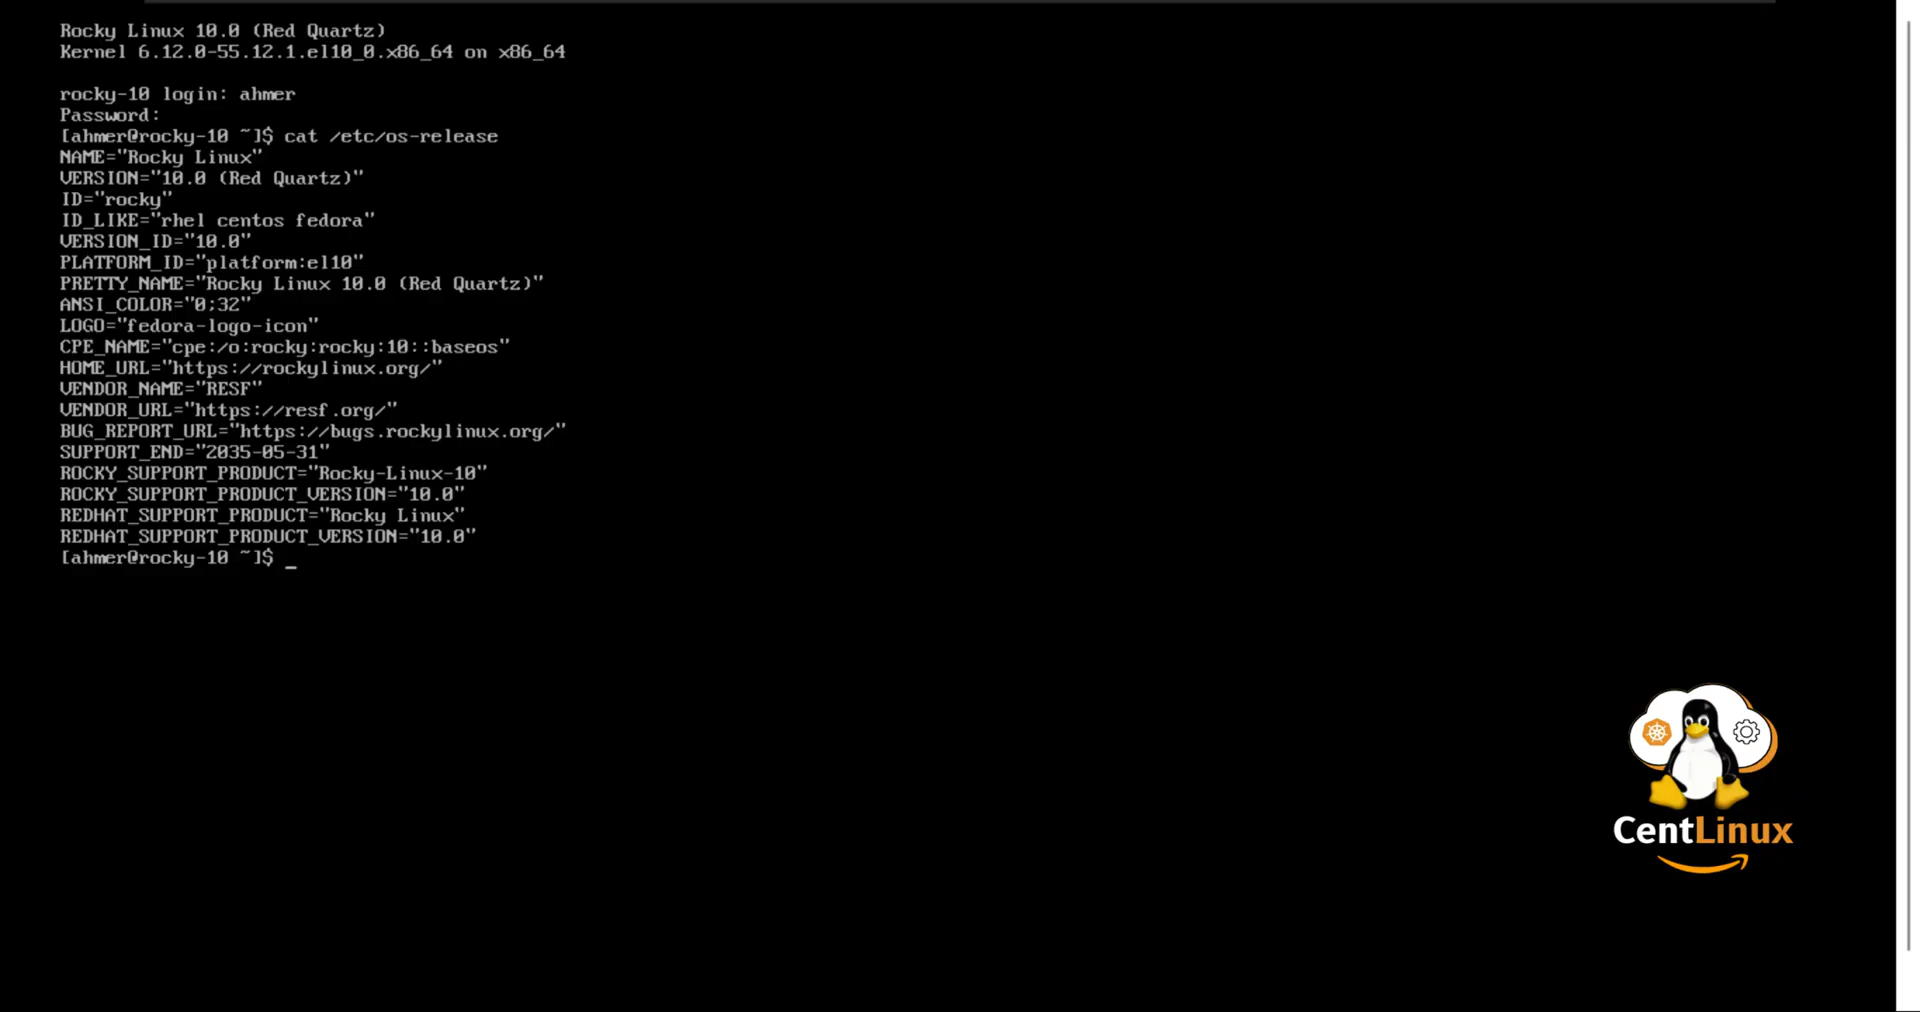 Rocky Linux 10.0 (Red Quartz)
Kernel 6.12.0-55.12.1.el10_0.x86_64 on x86_64
rocky-10 login: ahmer
Password:
[ahmer@rocky-10 ~]$ cat /etc/os-release
NAME="Rocky Linux"
VERSION="10.0 (Red Quartz)"
ID="rocky"
ID_LIKE="rhel centos fedora"
VERSION_ID="10.0"
PLATFORM_ID="platform:el10"
PRETTY_NAME="Rocky Linux 10.0 (Red Quartz)"
ANSI_COLOR="0;32"
LOGO="fedora-logo-icon"
CPE_NAME="cpe:/o:rocky:rocky:10::baseos"
HOME_URL="https://rockylinux.org/"
VENDOR_NAME="RESF"
VENDOR_URL="https://resf.org/"
BUG_REPORT_URL="https://bugs.rockylinux.org/"
SUPPORT_END="2035-05-31"
ROCKY_SUPPORT_PRODUCT="Rocky-Linux-10"
ROCKY_SUPPORT_PRODUCT_VERSION="10.0"
REDHAT_SUPPORT_PRODUCT="Rocky Linux"
REDHAT_SUPPORT_PRODUCT_VERSION="10.0"
[ahmer@rocky-10 ~]$ _
CentLinux